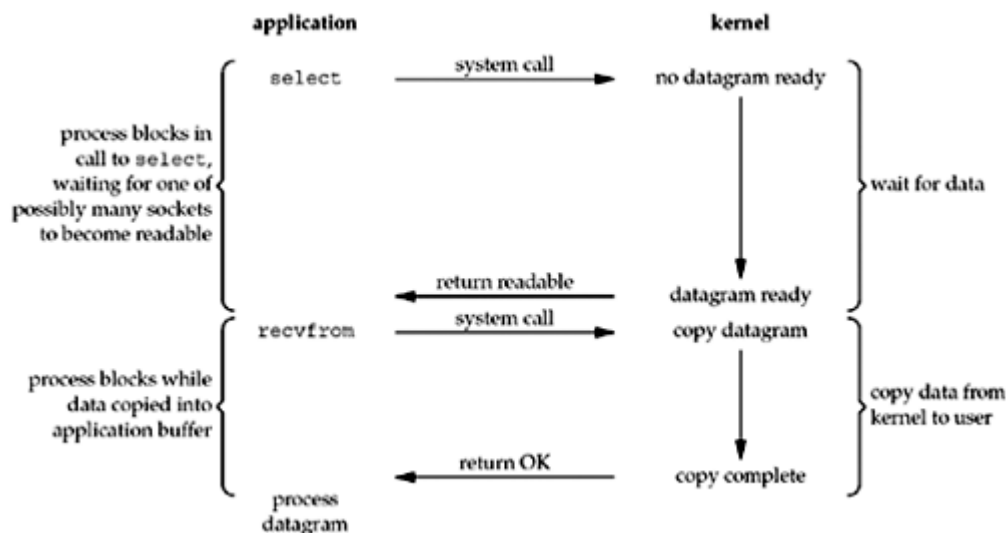 application
kernel
select
system call
no datagram ready
process blocks in
call to select,
waiting for one of
possibly many sockets
to become readable
wait for data
return readable
datagram ready
recvfrom
system call
copy datagram
process blocks while
data copied into
application buffer
copy data from
kernel to user
return OK
copy complete
process
datagram